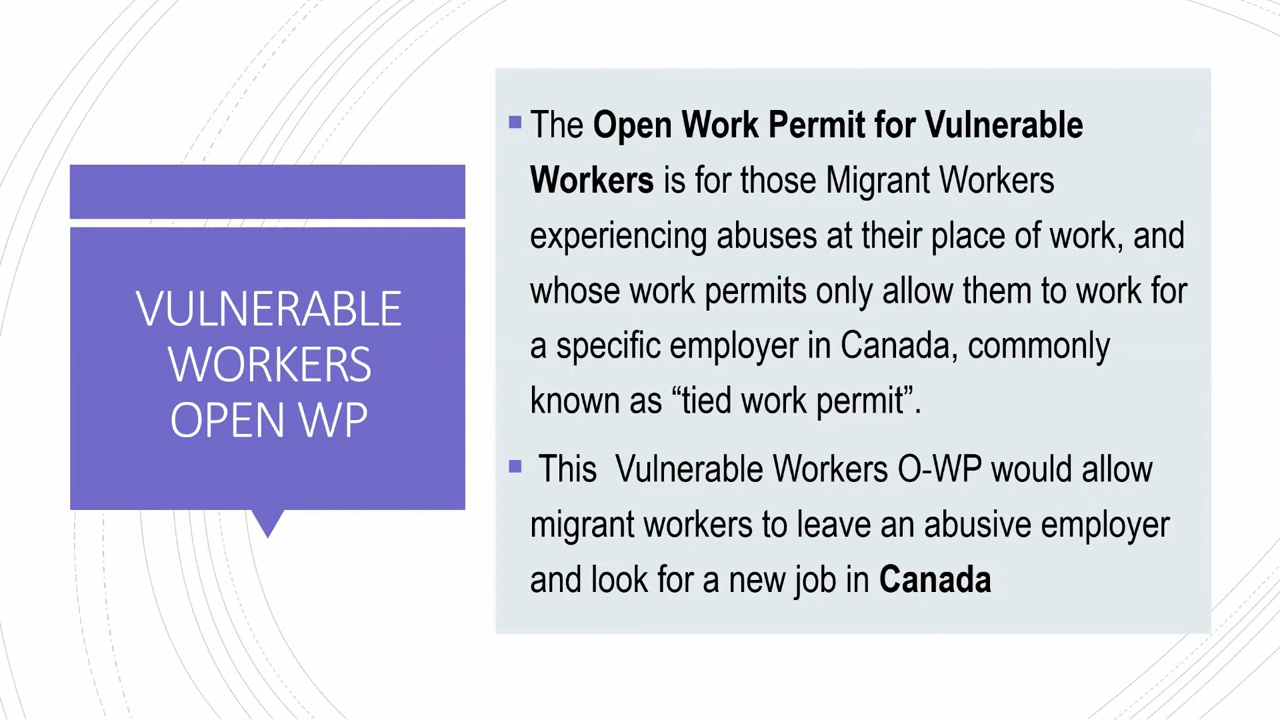 VULNERABLE
WORKERS
OPEN WP
▪ The Open Work Permit for Vulnerable
Workers is for those Migrant Workers
experiencing abuses at their place of work, and
whose work permits only allow them to work for
a specific employer in Canada, commonly
known as “tied work permit”.
▪ This  Vulnerable Workers O-WP would allow
migrant workers to leave an abusive employer
and look for a new job in Canada